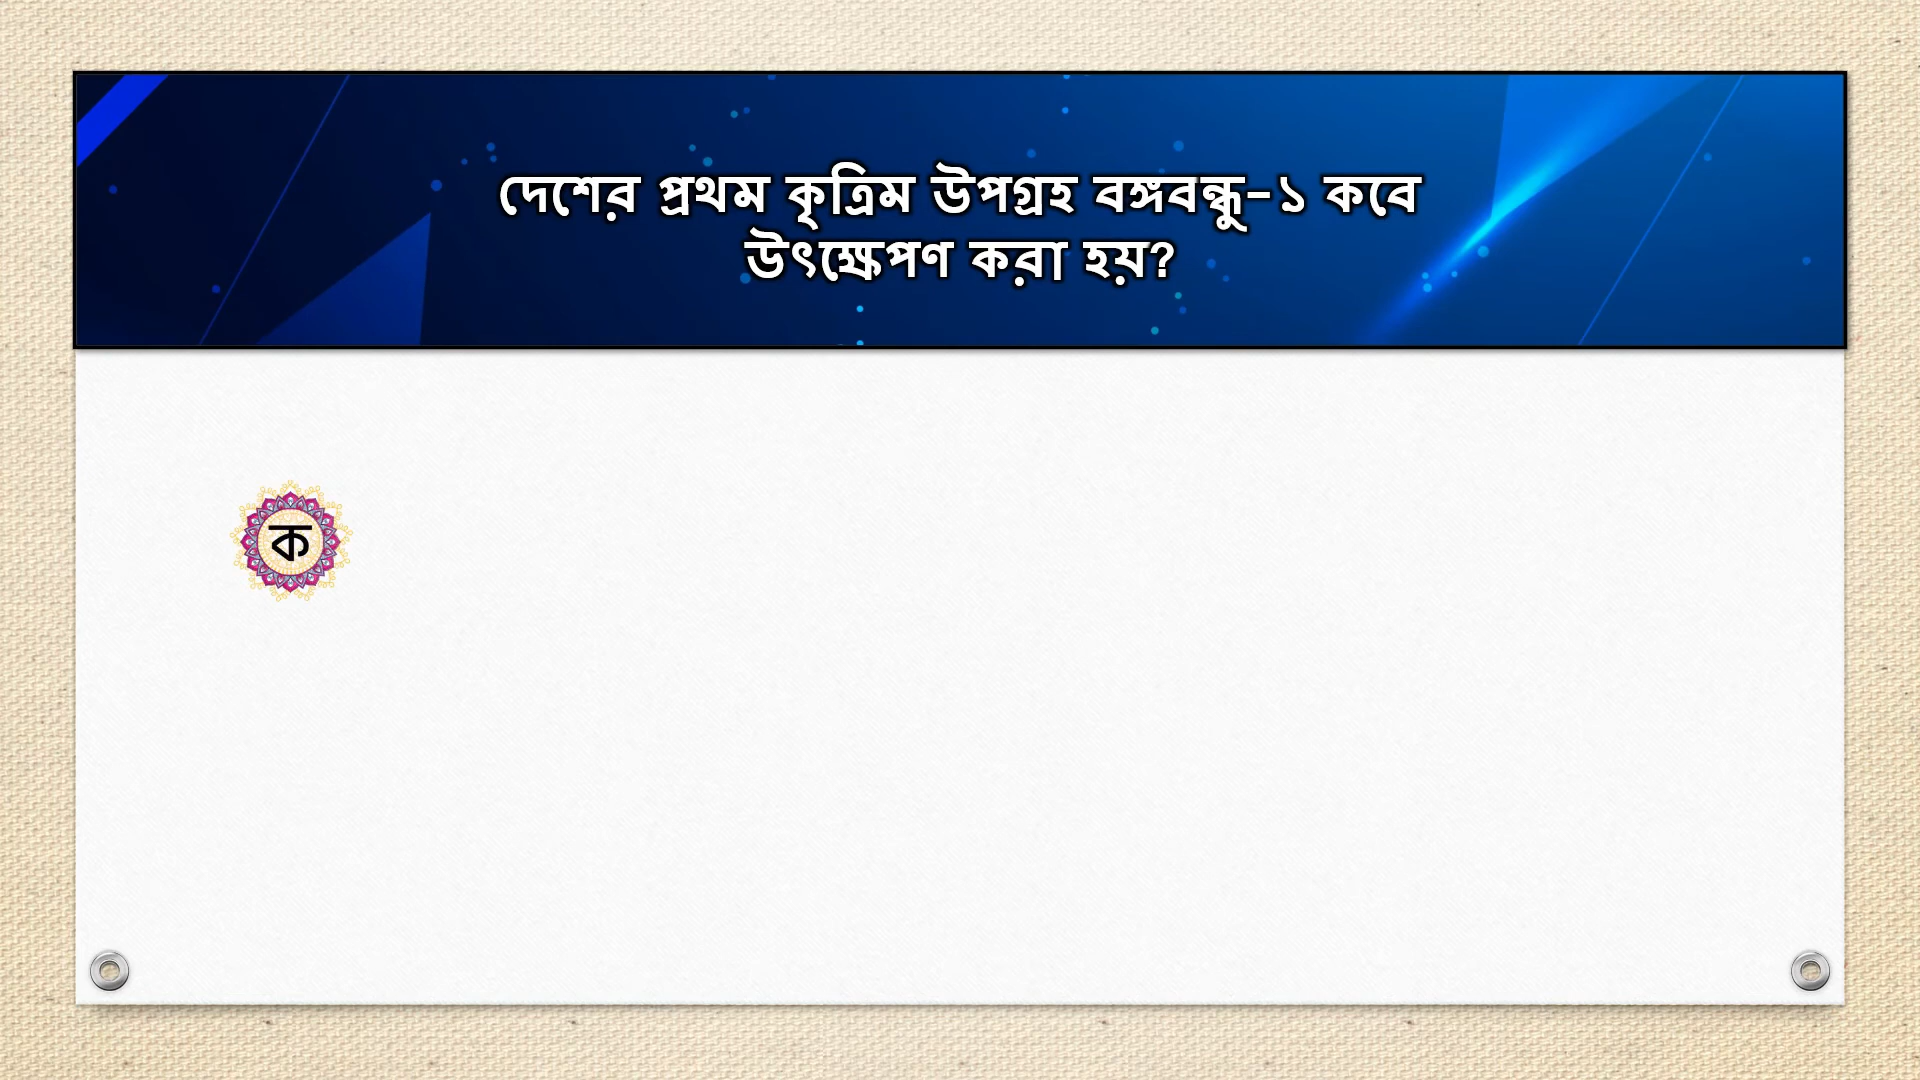 দেশের প্রথম কৃত্রিম উপগ্রহ বঙ্গবন্ধু–১ কবে
উৎক্ষেপণ করা হয়?
ক